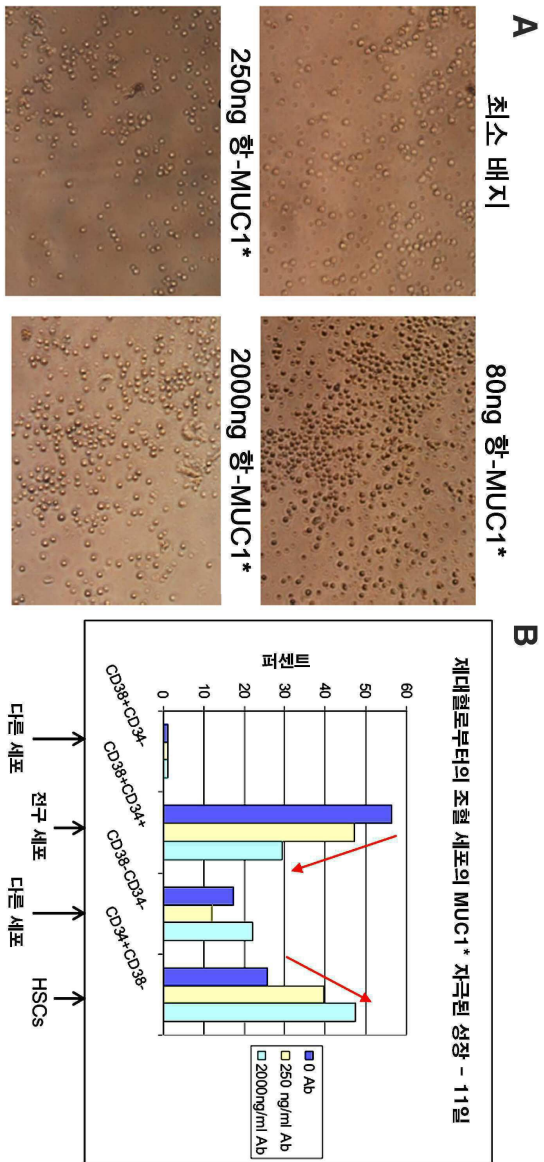 A
최소 배지
80ng 항-MUC1*
250ng 항-MUC1*
2000ng 항-MUC1*
B
제대혈로부터의 조혈 세포의 MUC1* 자극된 성장 - 11일
퍼센트
60
50
40
30
20
10
0
CD38+CD34-
CD38+CD34+
CD38-CD34-
CD34+CD38-
다른 세포
전구 세포
다른 세포
HSCs
0 Ab
250 ng/ml Ab
2000ng/ml Ab